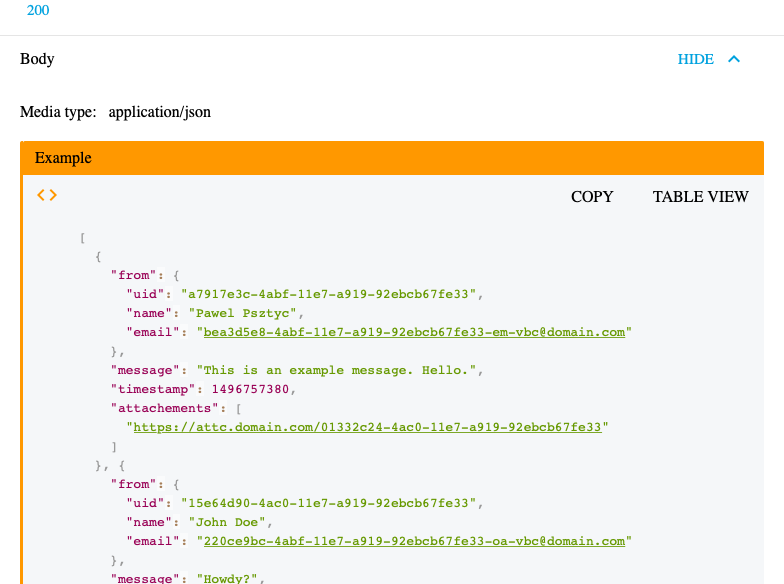 200
Body HIDE
Media type: application/json
Example
COPY TABLE VIEW
[
{
"from": {
"uid": "a7917e3c-4abf-11e7-a919-92ebcb67fe33",
"name": "Pawel Psztyc",
"email": "bea3d5e8-4abf-11e7-a919-92ebcb67fe33-em-vbc@domain.com"
},
"message": "This is an example message. Hello.",
"timestamp": 1496757380,
"attachements": [
"https://attc.domain.com/01332c24-4ac0-11e7-a919-92ebcb67fe33"
]
}, {
"from": {
"uid": "15e64d90-4ac0-11e7-a919-92ebcb67fe33",
"name": "John Doe",
"email": "220ce9bc-4abf-11e7-a919-92ebcb67fe33-oa-vbc@domain.com"
},
"message": "Howdy?",